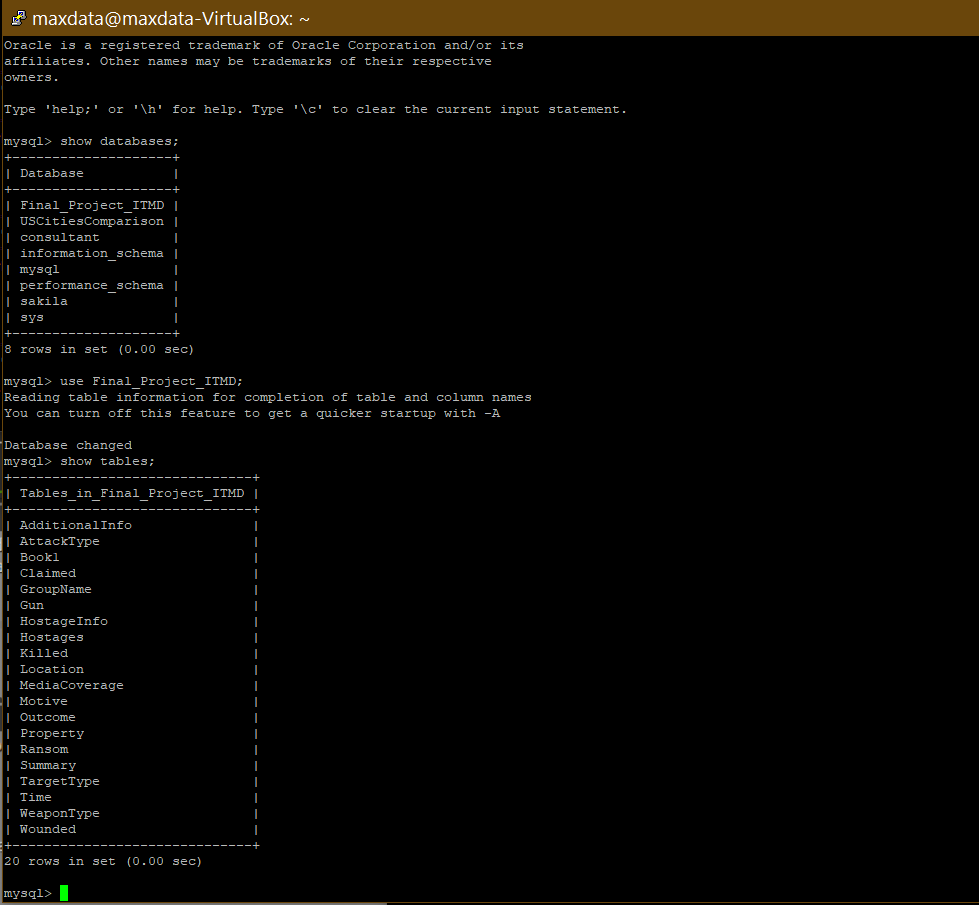 maxdata@maxdata-VirtualBox: ~
Oracle is a registered trademark of Oracle Corporation and/or its
affiliates. Other names may be trademarks of their respective
owners.
Type 'help;' or '\h' for help. Type '\c' to clear the current input statement.
mysql> show databases;
+--------------------+
| Database           |
+--------------------+
| Final_Project_ITMD |
| USCitiesComparison |
| consultant         |
| information_schema |
| mysql              |
| performance_schema |
| sakila             |
| sys                |
+--------------------+
8 rows in set (0.00 sec)
mysql> use Final_Project_ITMD;
Reading table information for completion of table and column names
You can turn off this feature to get a quicker startup with -A
Database changed
mysql> show tables;
+------------------------------+
| Tables_in_Final_Project_ITMD |
+------------------------------+
| AdditionalInfo               |
| AttackType                   |
| Book1                        |
| Claimed                      |
| GroupName                    |
| Gun                          |
| HostageInfo                  |
| Hostages                     |
| Killed                       |
| Location                     |
| MediaCoverage                |
| Motive                       |
| Outcome                      |
| Property                     |
| Ransom                       |
| Summary                      |
| TargetType                   |
| Time                         |
| WeaponType                   |
| Wounded                      |
+------------------------------+
20 rows in set (0.00 sec)
mysql>